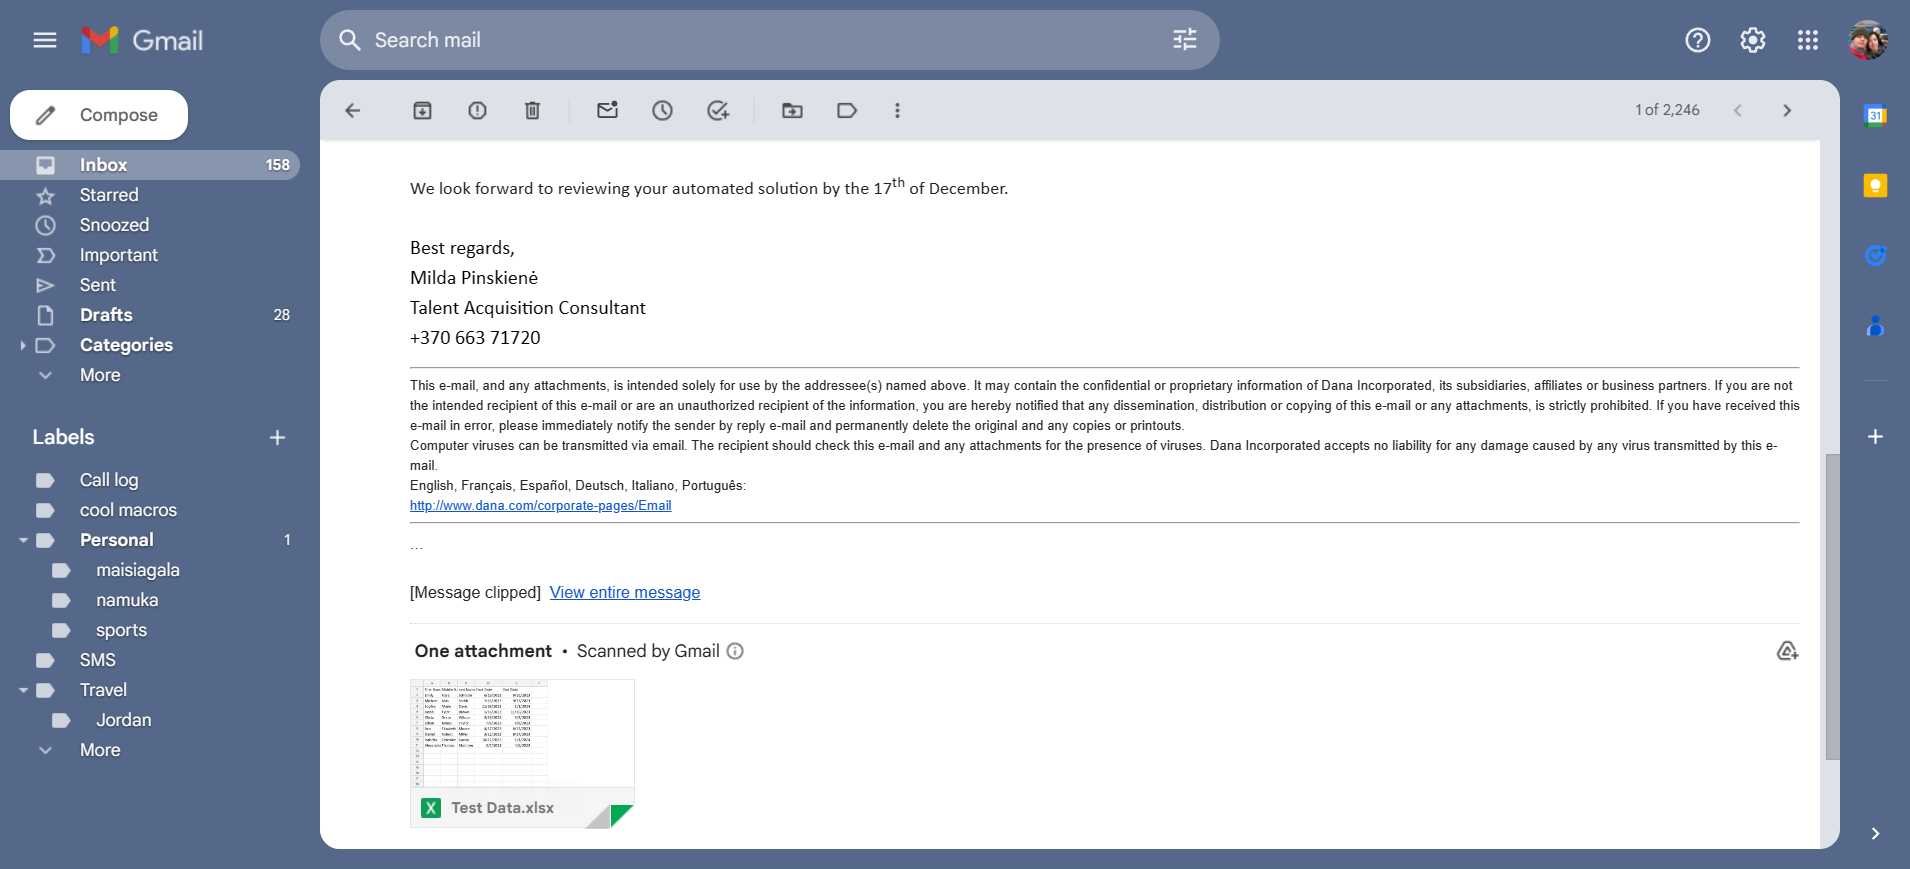 Gmail
Search mail
Compose
Inbox 158
Starred
Snoozed
Important
Sent
Drafts 28
Categories
More
Labels
Call log
cool macros
Personal 1
maisiagala
namuka
sports
SMS
Travel
Jordan
More
1 of 2,246
We look forward to reviewing your automated solution by the 17th of December.
Best regards,
Milda Pinskienė
Talent Acquisition Consultant
+370 663 71720
This e-mail, and any attachments, is intended solely for use by the addressee(s) named above. It may contain the confidential or proprietary information of Dana Incorporated, its subsidiaries, affiliates or business partners. If you are not
the intended recipient of this e-mail or are an unauthorized recipient of the information, you are hereby notified that any dissemination, distribution or copying of this e-mail or any attachments, is strictly prohibited. If you have received this
e-mail in error, please immediately notify the sender by reply e-mail and permanently delete the original and any copies or printouts.
Computer viruses can be transmitted via email. The recipient should check this e-mail and any attachments for the presence of viruses. Dana Incorporated accepts no liability for any damage caused by any virus transmitted by this e-
mail.
English, Français, Español, Deutsch, Italiano, Português:
http://www.dana.com/corporate-pages/Email
...
[Message clipped] View entire message
One attachment • Scanned by Gmail
X Test Data.xlsx
31